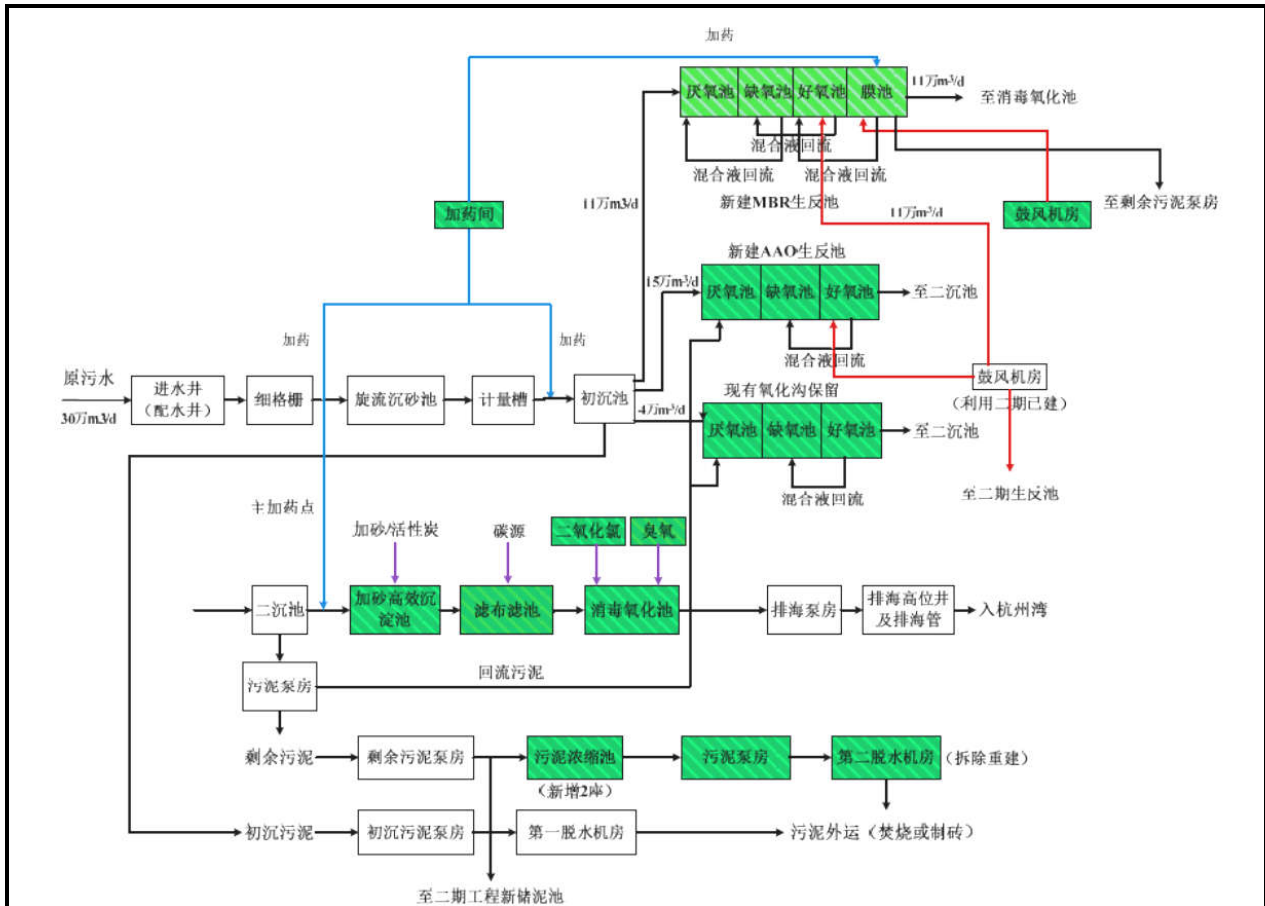 加药
厌氧池
缺氧池
好氧池
膜池
11万m³/d
至消毒氧化池
混合液回流
混合液回流
混合液回流
新建MBR生反池
11万m3/d
加药间
11万m³/d
鼓风机房
至剩余污泥泵房
新建AAO生反池
15万m³/d
厌氧池
缺氧池
好氧池
至二沉池
混合液回流
加药
加药
原污水
30万m3/d
进水井
(配水井)
细格栅
旋流沉砂池
计量槽
初沉池
4万m³/d
现有氧化沟保留
鼓风机房
(利用二期已建)
厌氧池
缺氧池
好氧池
至二沉池
混合液回流
至二期生反池
主加药点
加砂/活性炭
碳源
二氧化氯
臭氧
二沉池
加砂高效沉
淀池
滤布滤池
消毒氧化池
排海泵房
排海高位井
及排海管
入杭州湾
污泥泵房
回流污泥
剩余污泥
剩余污泥泵房
污泥浓缩池
(新增2座)
污泥泵房
第二脱水机房
(拆除重建)
初沉污泥
初沉污泥泵房
第一脱水机房
污泥外运(焚烧或制砖)
至二期工程新储泥池